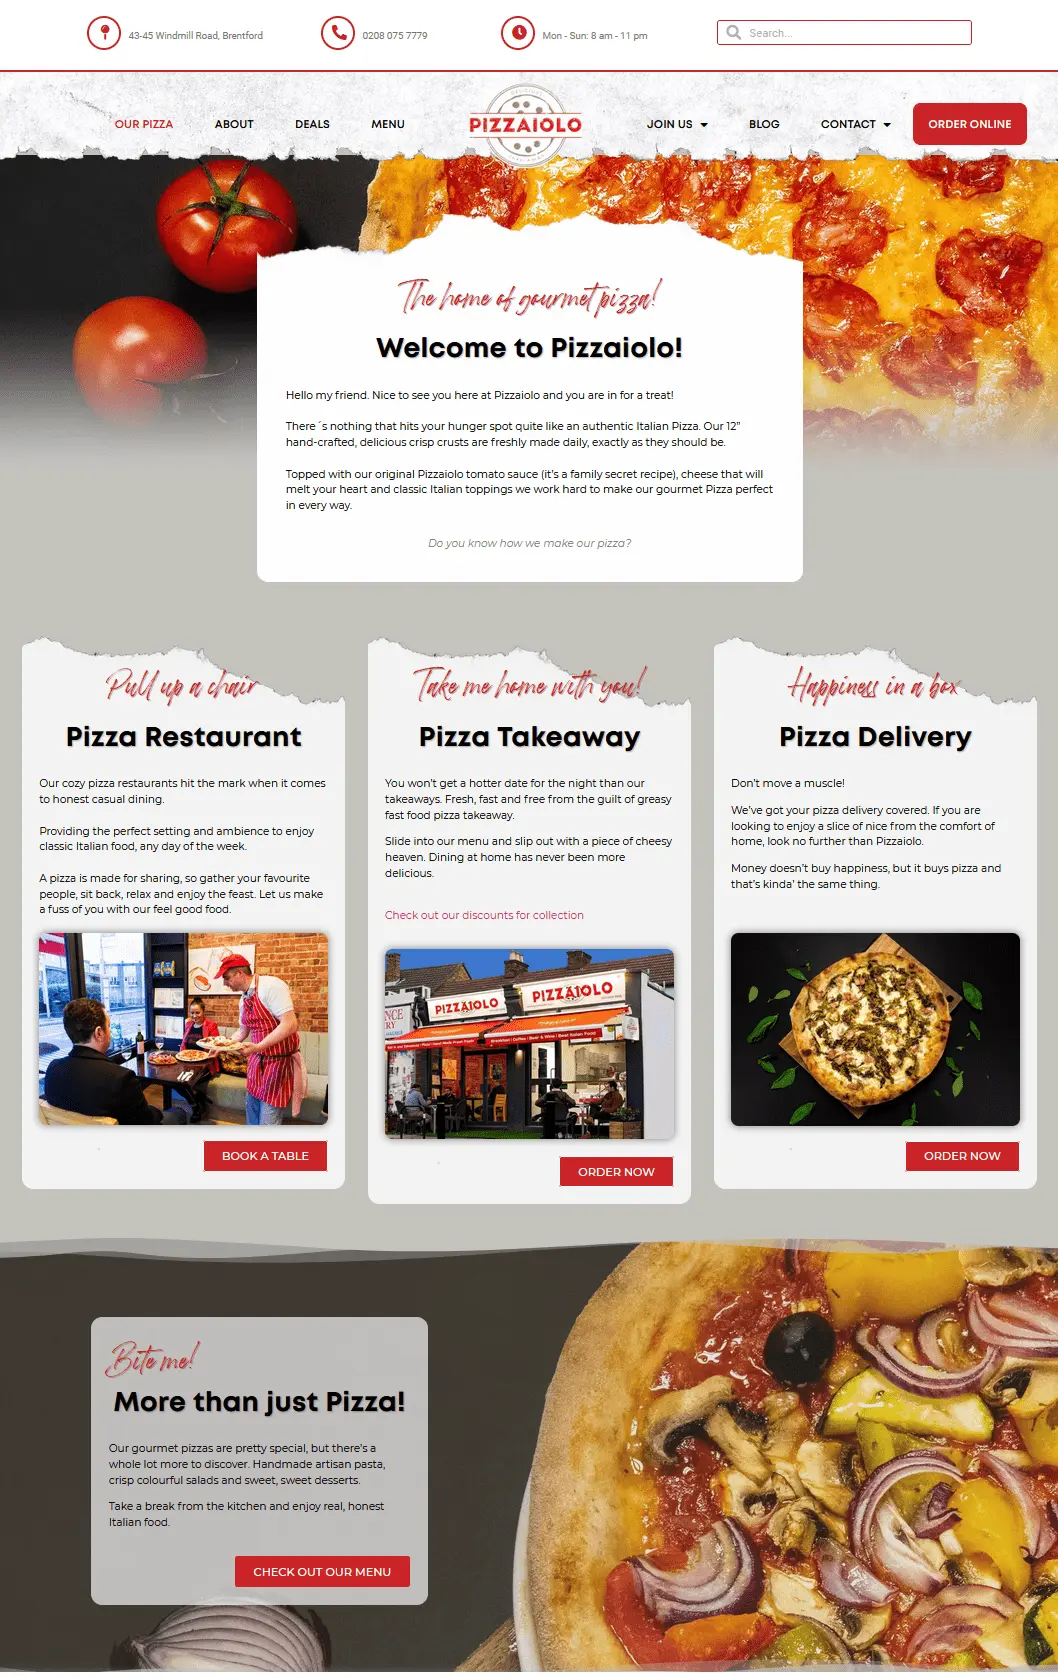 43-45 Windmill Road, Brentford
0208 075 7779
Mon - Sun: 8 am - 11 pm
Search...
OUR PIZZA
ABOUT
DEALS
MENU
PIZZAIOLO
JOIN US
BLOG
CONTACT
ORDER ONLINE
The home of gourmet pizza!
Welcome to Pizzaiolo!
Hello my friend. Nice to see you here at Pizzaiolo and you are in for a treat!
There´s nothing that hits your hunger spot quite like an authentic Italian Pizza. Our 12”
hand-crafted, delicious crisp crusts are freshly made daily, exactly as they should be.
Topped with our original Pizzaiolo tomato sauce (it’s a family secret recipe), cheese that will
melt your heart and classic Italian toppings we work hard to make our gourmet Pizza perfect
in every way.
Do you know how we make our pizza?
Pull up a chair
Pizza Restaurant
Our cozy pizza restaurants hit the mark when it comes
to honest casual dining.
Providing the perfect setting and ambience to enjoy
classic Italian food, any day of the week.
A pizza is made for sharing, so gather your favourite
people, sit back, relax and enjoy the feast. Let us make
a fuss of you with our feel good food.
BOOK A TABLE
Take me home with you!
Pizza Takeaway
You won’t get a hotter date for the night than our
takeaways. Fresh, fast and free from the guilt of greasy
fast food pizza takeaway.
Slide into our menu and slip out with a piece of cheesy
heaven. Dining at home has never been more
delicious.
Check out our discounts for collection
PIZZAIOLO
PIZZAIOLO
ORDER NOW
Happiness in a box
Pizza Delivery
Don’t move a muscle!
We’ve got your pizza delivery covered. If you are
looking to enjoy a slice of nice from the comfort of
home, look no further than Pizzaiolo.
Money doesn’t buy happiness, but it buys pizza and
that’s kinda’ the same thing.
ORDER NOW
Bite me!
More than just Pizza!
Our gourmet pizzas are pretty special, but there’s a
whole lot more to discover. Handmade artisan pasta,
crisp colourful salads and sweet, sweet desserts.
Take a break from the kitchen and enjoy real, honest
Italian food.
CHECK OUT OUR MENU